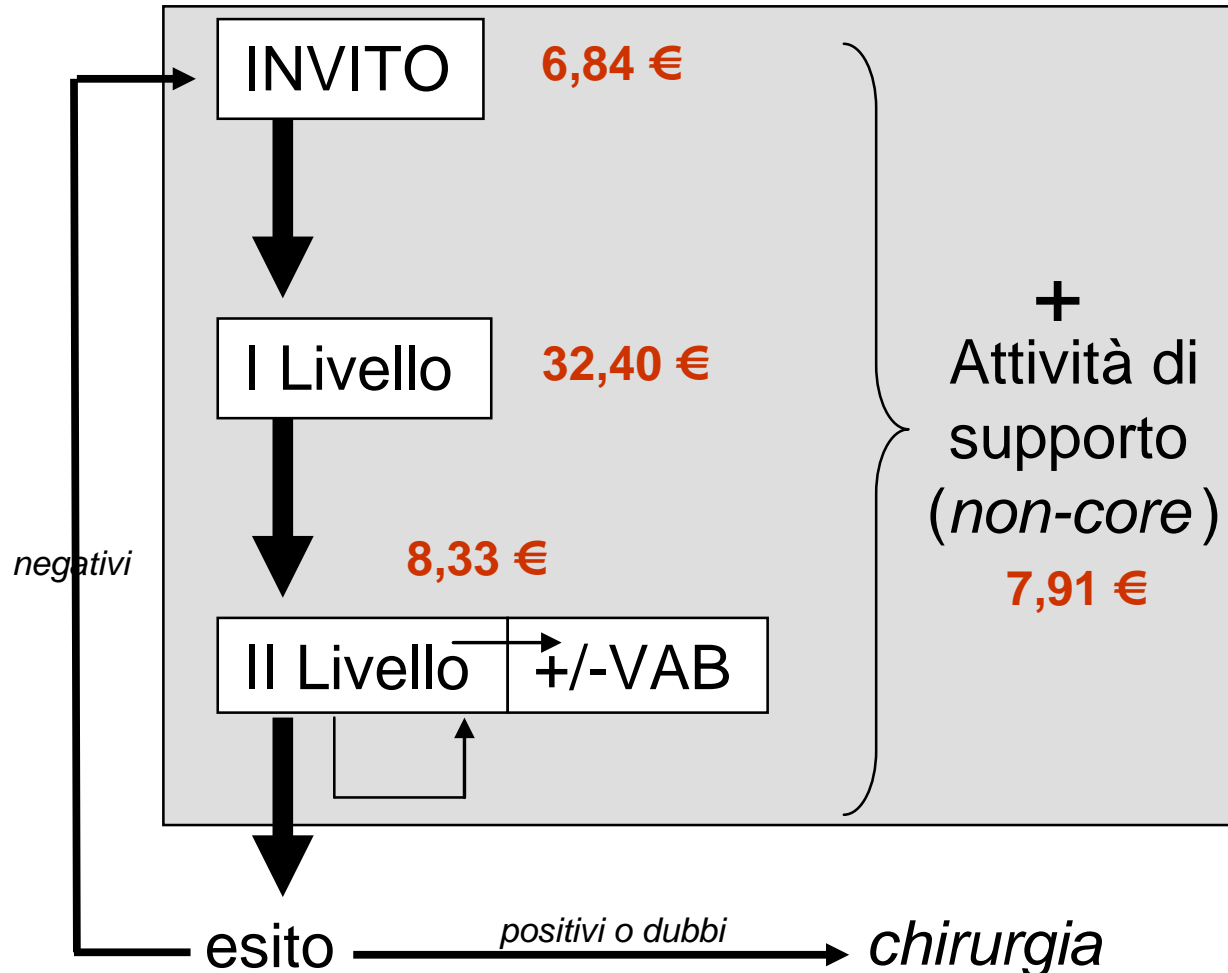 INVITO
6,84 €
I Livello
32,40 €
+
Attività di
supporto
(non-core)
7,91 €
negativi
8,33 €
II Livello
+/-VAB
esito
positivi o dubbi
chirurgia